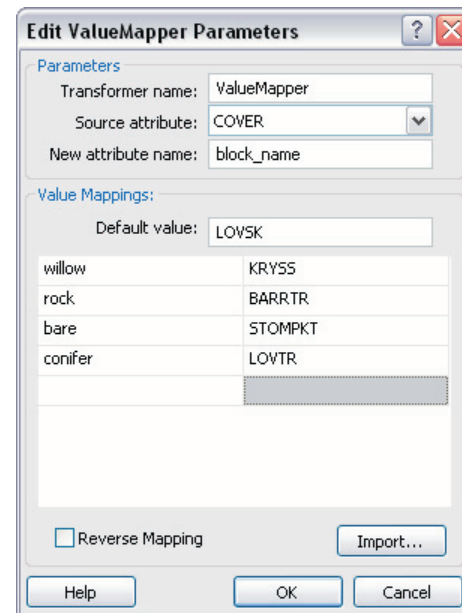 Edit ValueMapper Parameters
Parameters
Transformer name: ValueMapper
Source attribute: COVER
New attribute name: block_name
Value Mappings:
Default value: LOVSK
willow KRYSS
rock BARRTR
bare STOMPKT
conifer LOVTR
Reverse Mapping Import...
Help OK Cancel